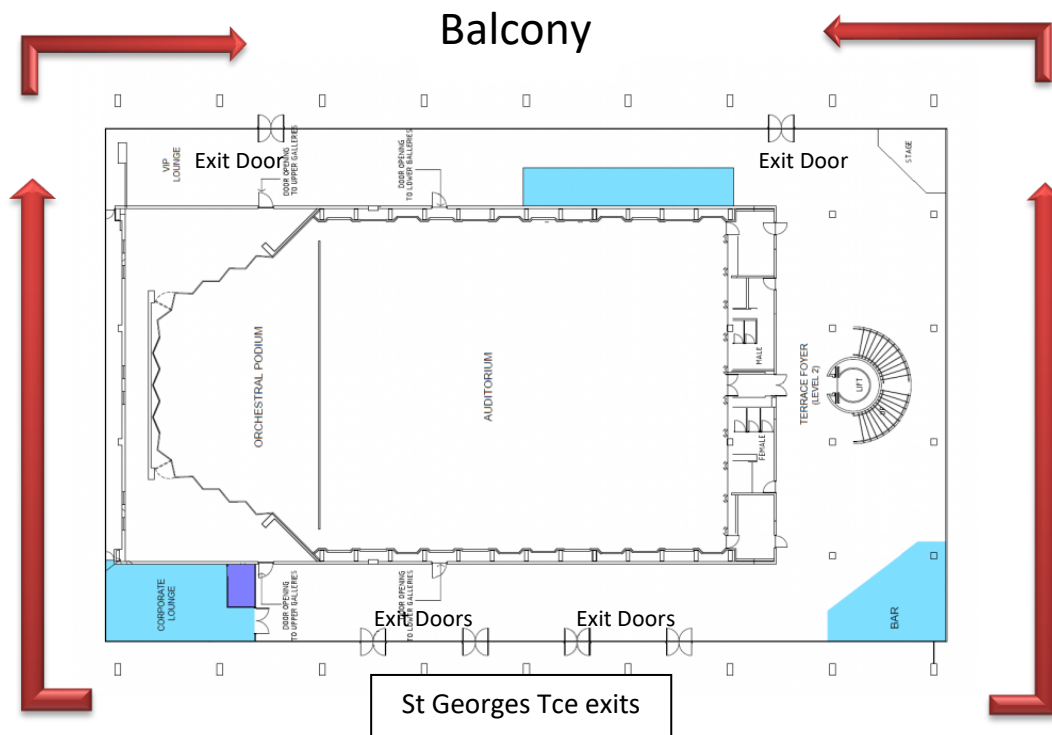 Balcony
VIP
LOUNGE
Exit Door
DOOR OPENING
TO UPPER GALLERIES
DOOR OPENING
TO LOWER GALLERIES
Exit Door
STAGE
ORCHESTRAL PODIUM
AUDITORIUM
MALE
FEMALE
TERRACE FOYER
(LEVEL 2)
LIFT
CORPORATE
LOUNGE
DOOR OPENING
TO UPPER GALLERIES
DOOR OPENING
TO LOWER GALLERIES
Exit Doors
Exit Doors
BAR
St Georges Tce exits